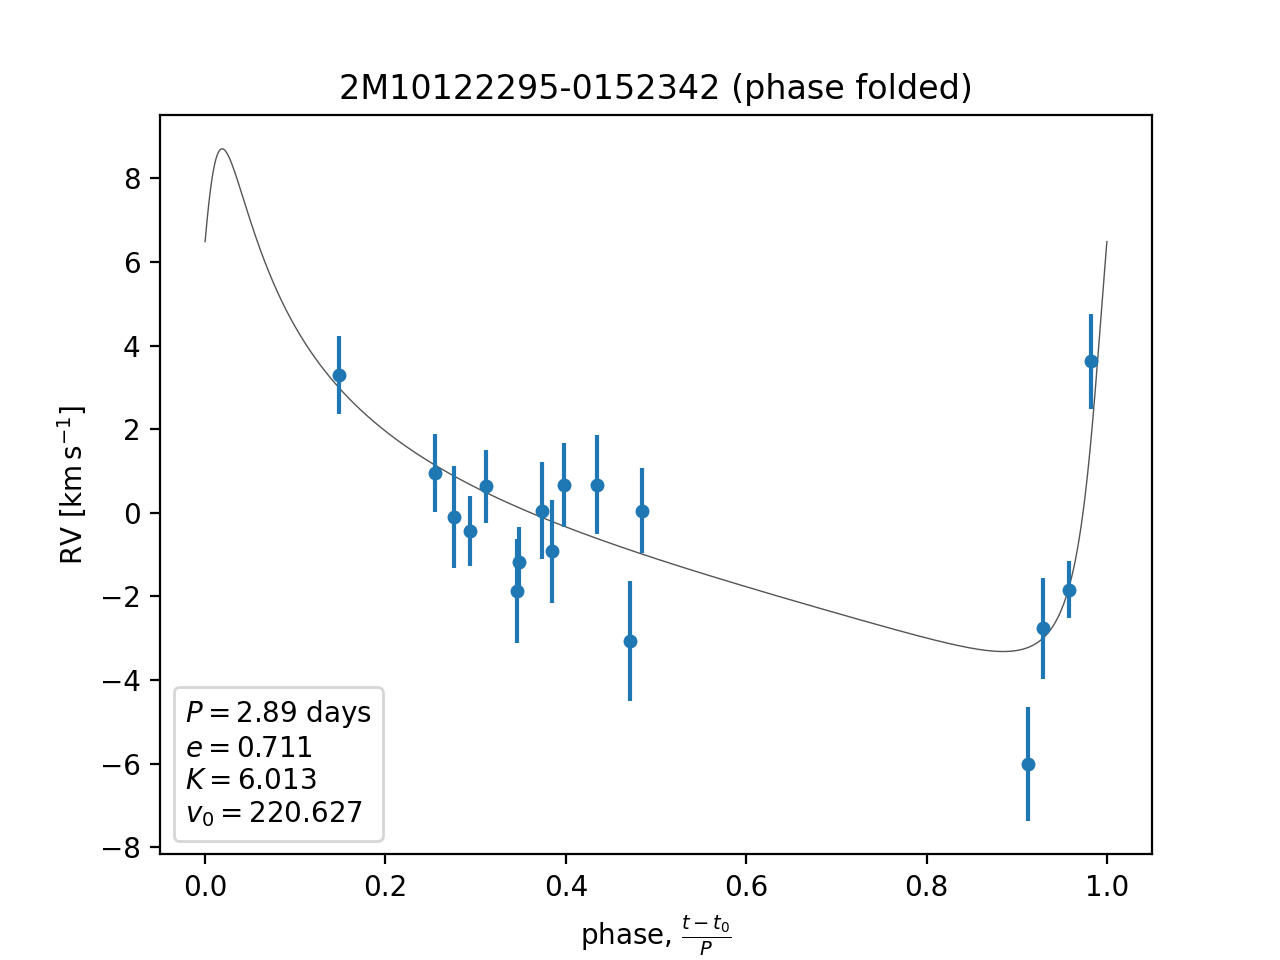 2M10122295-0152342 (phase folded)
RV [km s⁻¹]
8
6
4
2
0
−2
−4
−6
−8
P = 2.89 days
e = 0.711
K = 6.013
v₀ = 220.627
0.0 0.2 0.4 0.6 0.8 1.0
phase, (t − t₀)/P